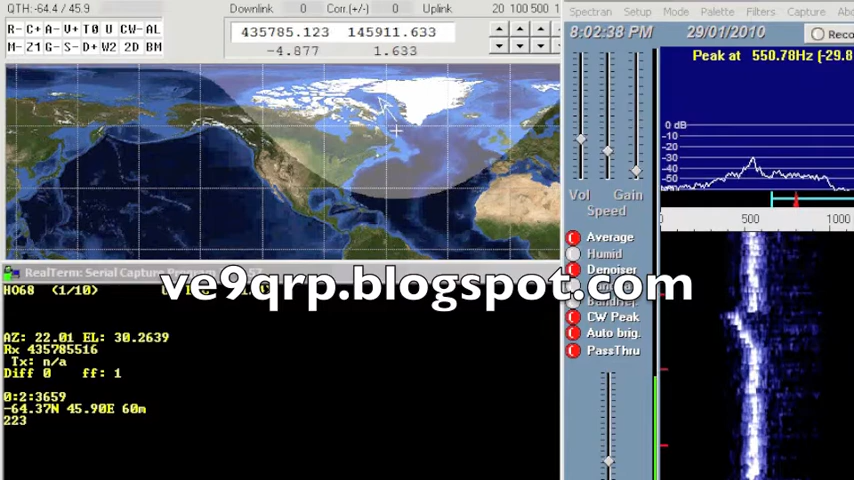 QTH: -64.4 / 45.9
Downlink 0 Corr.(+/-) 0 Uplink 20 100 500 1
435785.123 145911.633
-4.877 1.633
R- C+ A- V+ T0 U CW-AL
M- Z1 G- S- D+ W2 2D BM
Spectran Setup Mode Palette Filters Capture
8:02:38 PM 29/01/2010
Peak at 550.78Hz (-29.8
0 dB
-10
-20
-30
-40
-50
Vol Gain
Speed
500
1000
Average
Humid
Denoiser
CW Peak
Auto brig.
PassThru
RealTerm: Serial Capture Program
ve9qrp.blogspot.com
HO68 (1/10)
AZ: 22.01 EL: 30.2639
Rx 435785516
Tx: n/a
Diff 0 ff: 1
0:2:3659
-64.37N 45.90E 60m
223